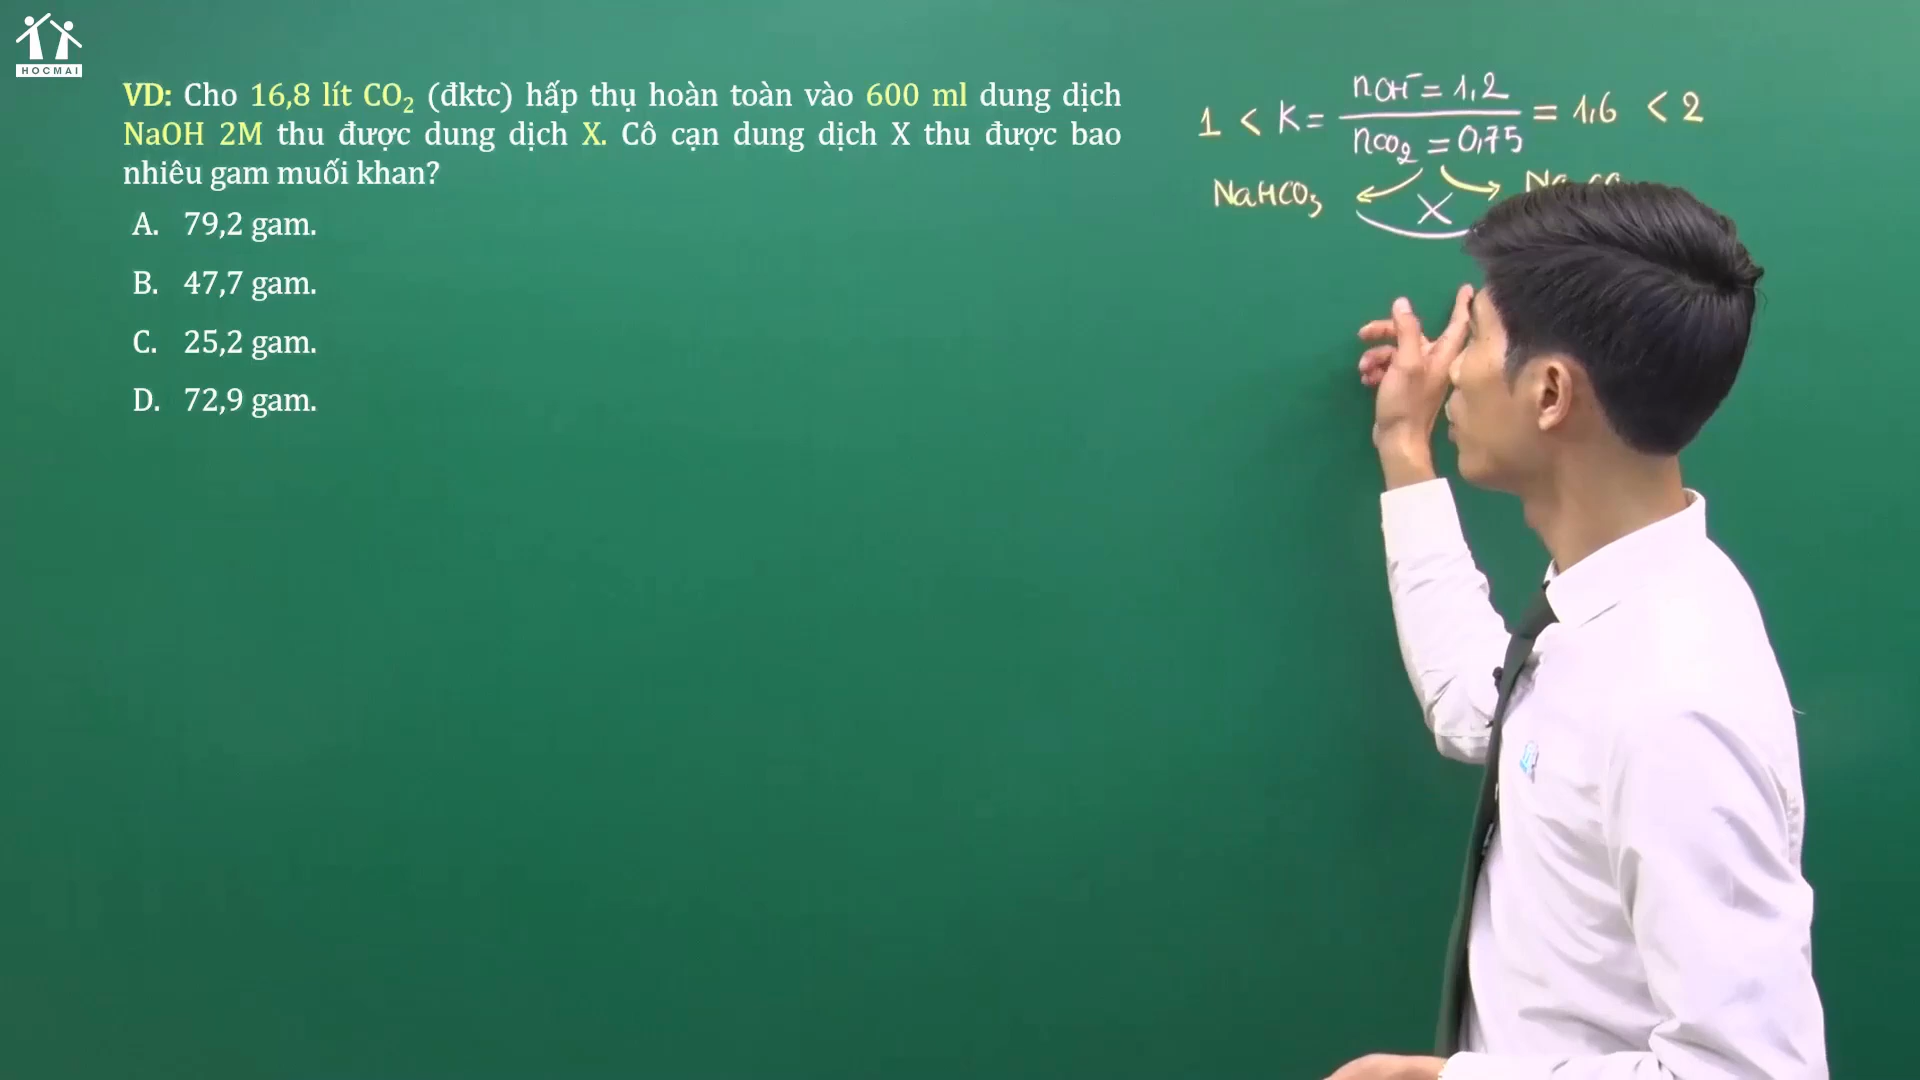 HOCMAI
VD: Cho 16,8 lít CO₂ (đktc) hấp thụ hoàn toàn vào 600 ml dung dịch
NaOH 2M thu được dung dịch X. Cô cạn dung dịch X thu được bao
nhiêu gam muối khan?
A. 79,2 gam.
B. 47,7 gam.
C. 25,2 gam.
D. 72,9 gam.
nOH⁻ = 1,2
1 < K = = 1,6 < 2
nCO₂ = 0,75
NaHCO₃
X